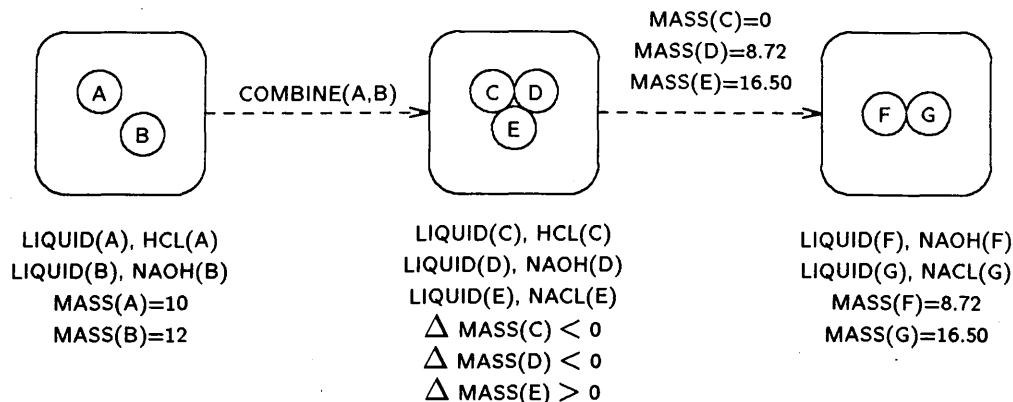 A
B
LIQUID(A), HCL(A)
LIQUID(B), NAOH(B)
MASS(A)=10
MASS(B)=12
COMBINE(A,B)
C D
E
LIQUID(C), HCL(C)
LIQUID(D), NAOH(D)
LIQUID(E), NACL(E)
Δ MASS(C) < 0
Δ MASS(D) < 0
Δ MASS(E) > 0
MASS(C)=0
MASS(D)=8.72
MASS(E)=16.50
F G
LIQUID(F), NAOH(F)
LIQUID(G), NACL(G)
MASS(F)=8.72
MASS(G)=16.50